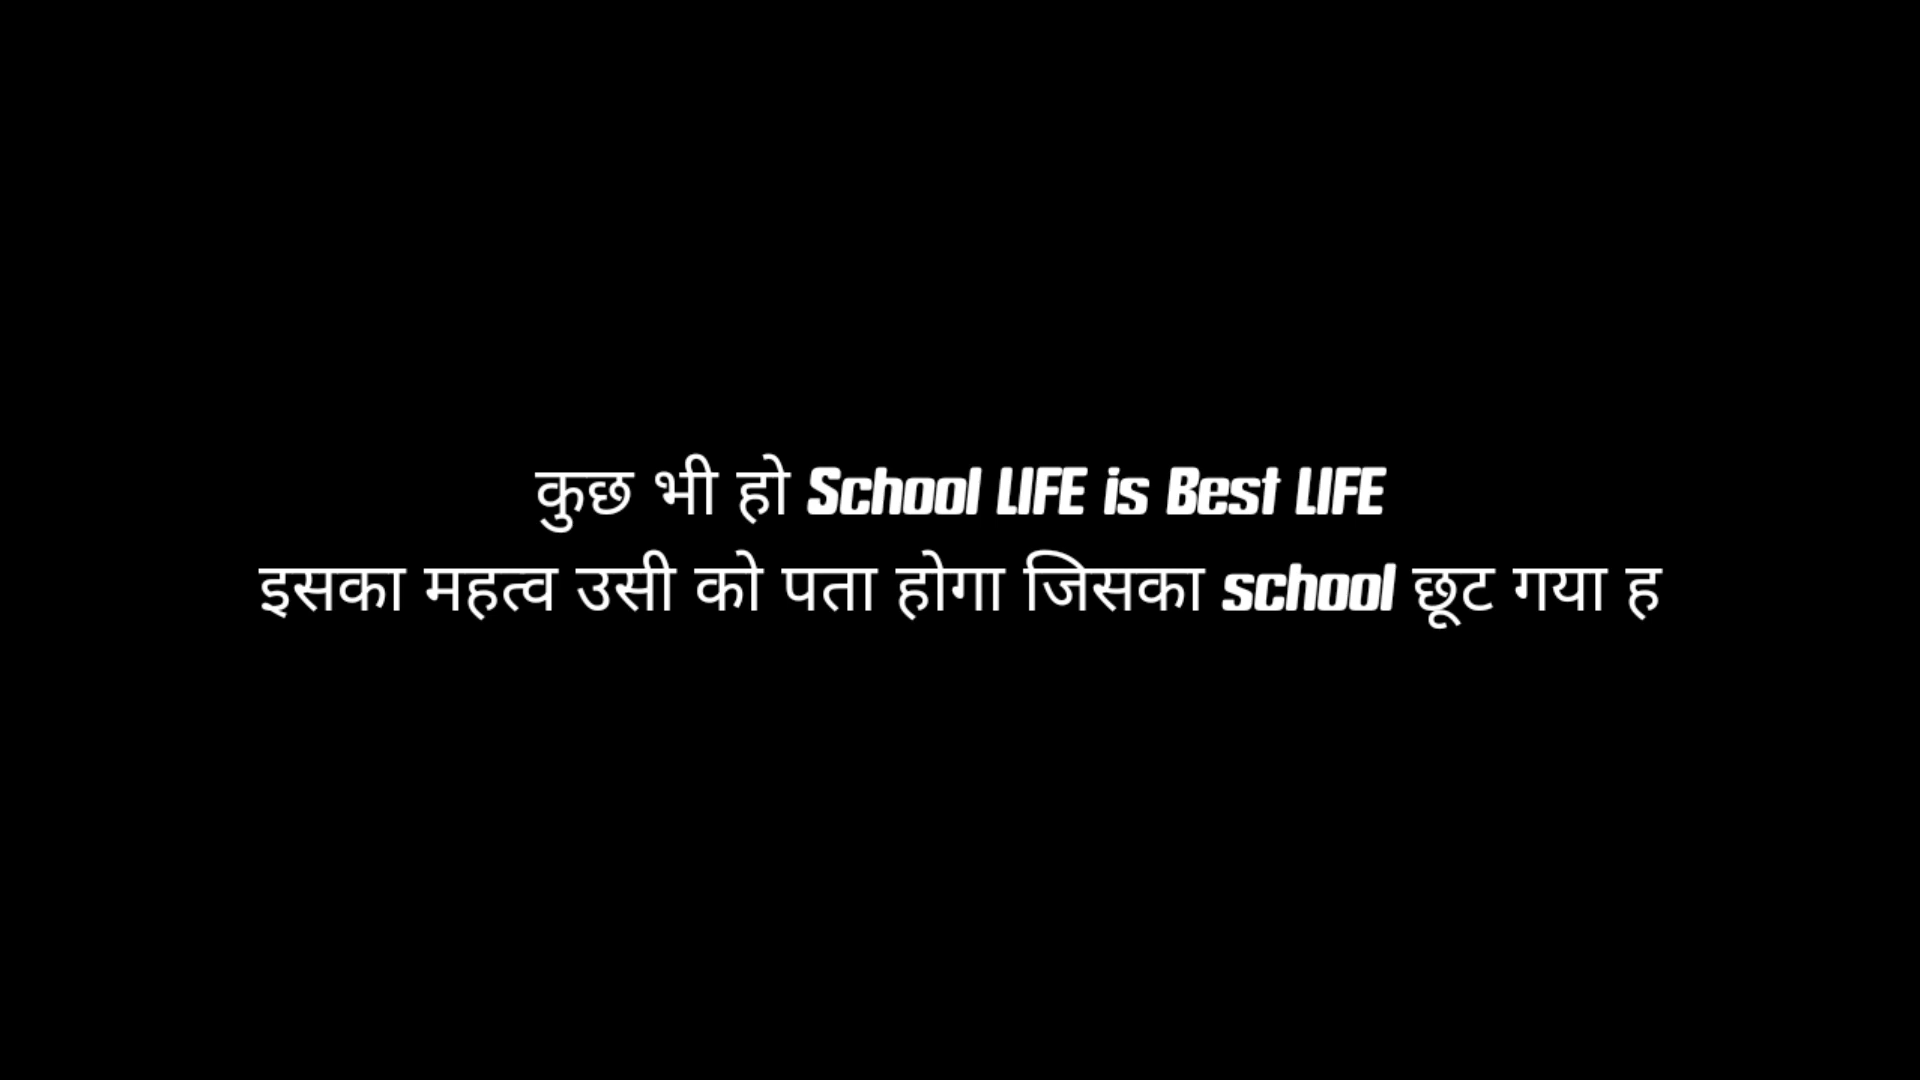 कुछ भी हो School LIFE is Best LIFE
इसका महत्व उसी को पता होगा जिसका school छूट गया ह